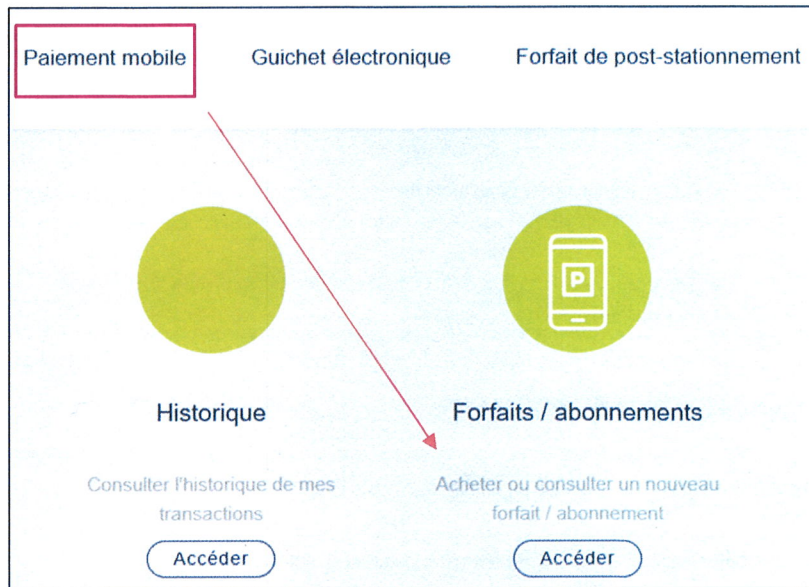 Paiement mobile
Guichet électronique
Forfait de post-stationnement
P
Historique
Forfaits / abonnements
Consulter l'historique de mes
transactions
Acheter ou consulter un nouveau
forfait / abonnement
Accéder
Accéder